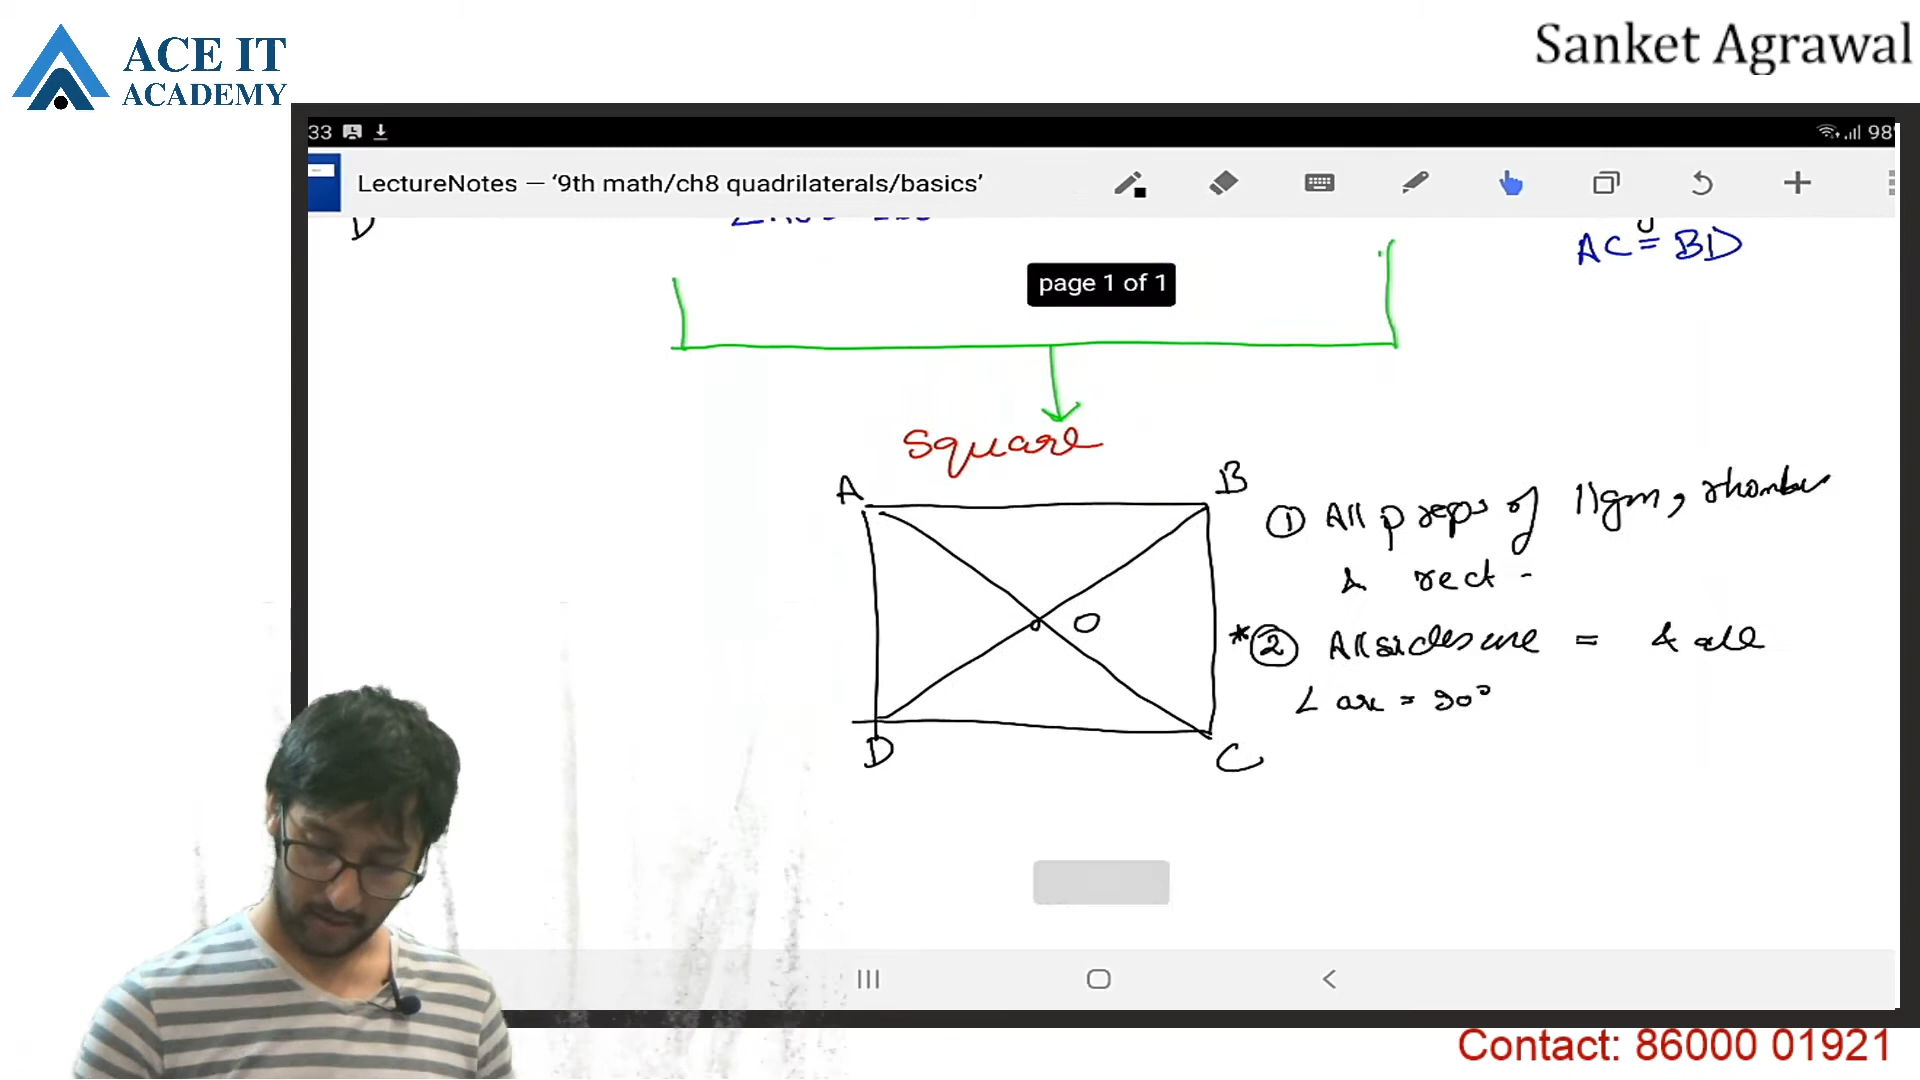 ACE IT
ACADEMY
Sanket Agrawal
33
98
LectureNotes — ‘9th math/ch8 quadrilaterals/basics’
D
AC = BD
page 1 of 1
Square
A
B
① All props of ||gm, rhombus
& rect -
O
*② All sides are = & all
∠ are = 90°
D
C
Contact: 86000 01921